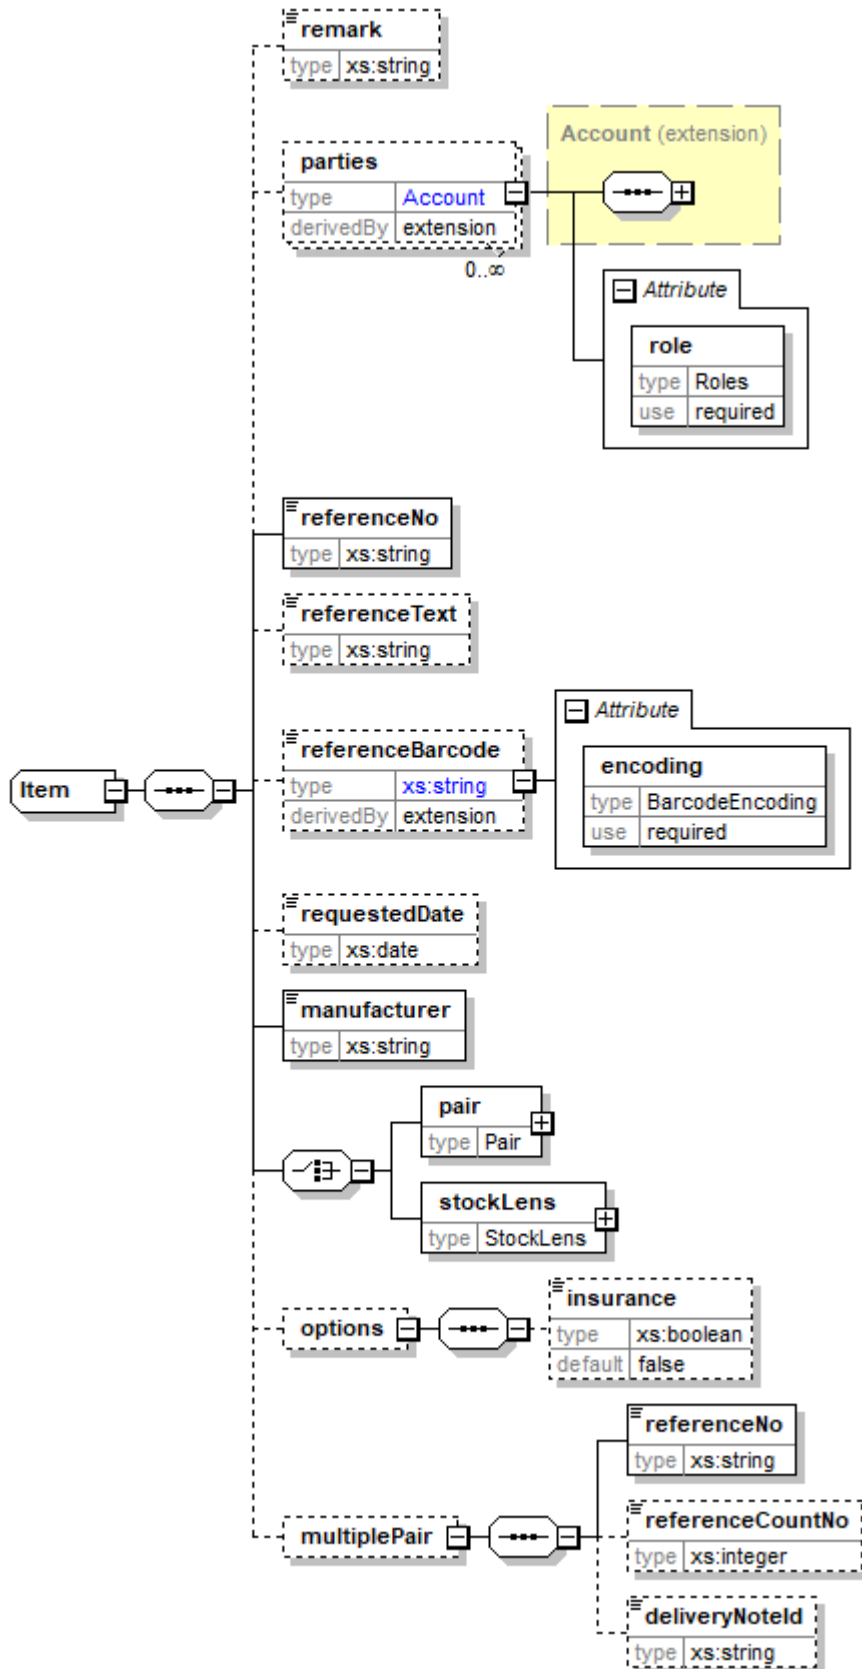 remark
type xs:string
Account (extension)
parties
type Account
derivedBy extension
0..∞
Attribute
role
type Roles
use required
referenceNo
type xs:string
referenceText
type xs:string
Attribute
referenceBarcode
type xs:string
derivedBy extension
encoding
type BarcodeEncoding
use required
Item
requestedDate
type xs:date
manufacturer
type xs:string
pair
type Pair
stockLens
type StockLens
options
insurance
type xs:boolean
default false
multiplePair
referenceNo
type xs:string
referenceCountNo
type xs:integer
deliveryNoteId
type xs:string